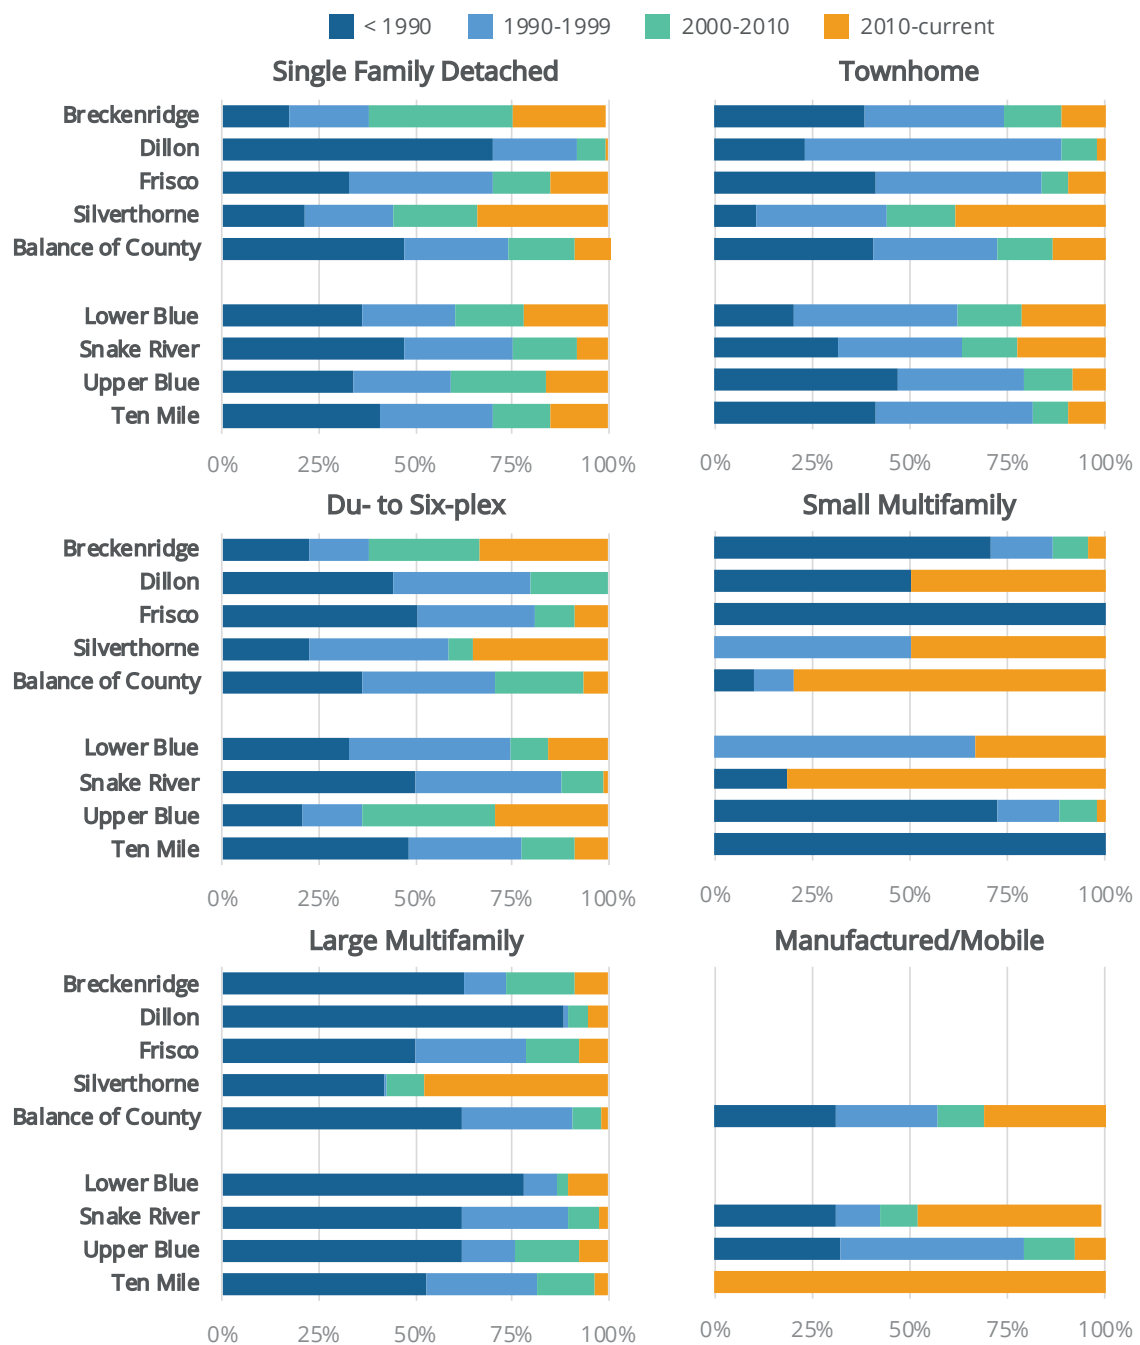 < 1990 1990-1999 2000-2010 2010-current
Single Family Detached Townhome
Breckenridge
Dillon
Frisco
Silverthorne
Balance of County
Lower Blue
Snake River
Upper Blue
Ten Mile
0% 25% 50% 75% 100% 0% 25% 50% 75% 100%
Du- to Six-plex Small Multifamily
Breckenridge
Dillon
Frisco
Silverthorne
Balance of County
Lower Blue
Snake River
Upper Blue
Ten Mile
0% 25% 50% 75% 100% 0% 25% 50% 75% 100%
Large Multifamily Manufactured/Mobile
Breckenridge
Dillon
Frisco
Silverthorne
Balance of County
Lower Blue
Snake River
Upper Blue
Ten Mile
0% 25% 50% 75% 100% 0% 25% 50% 75% 100%